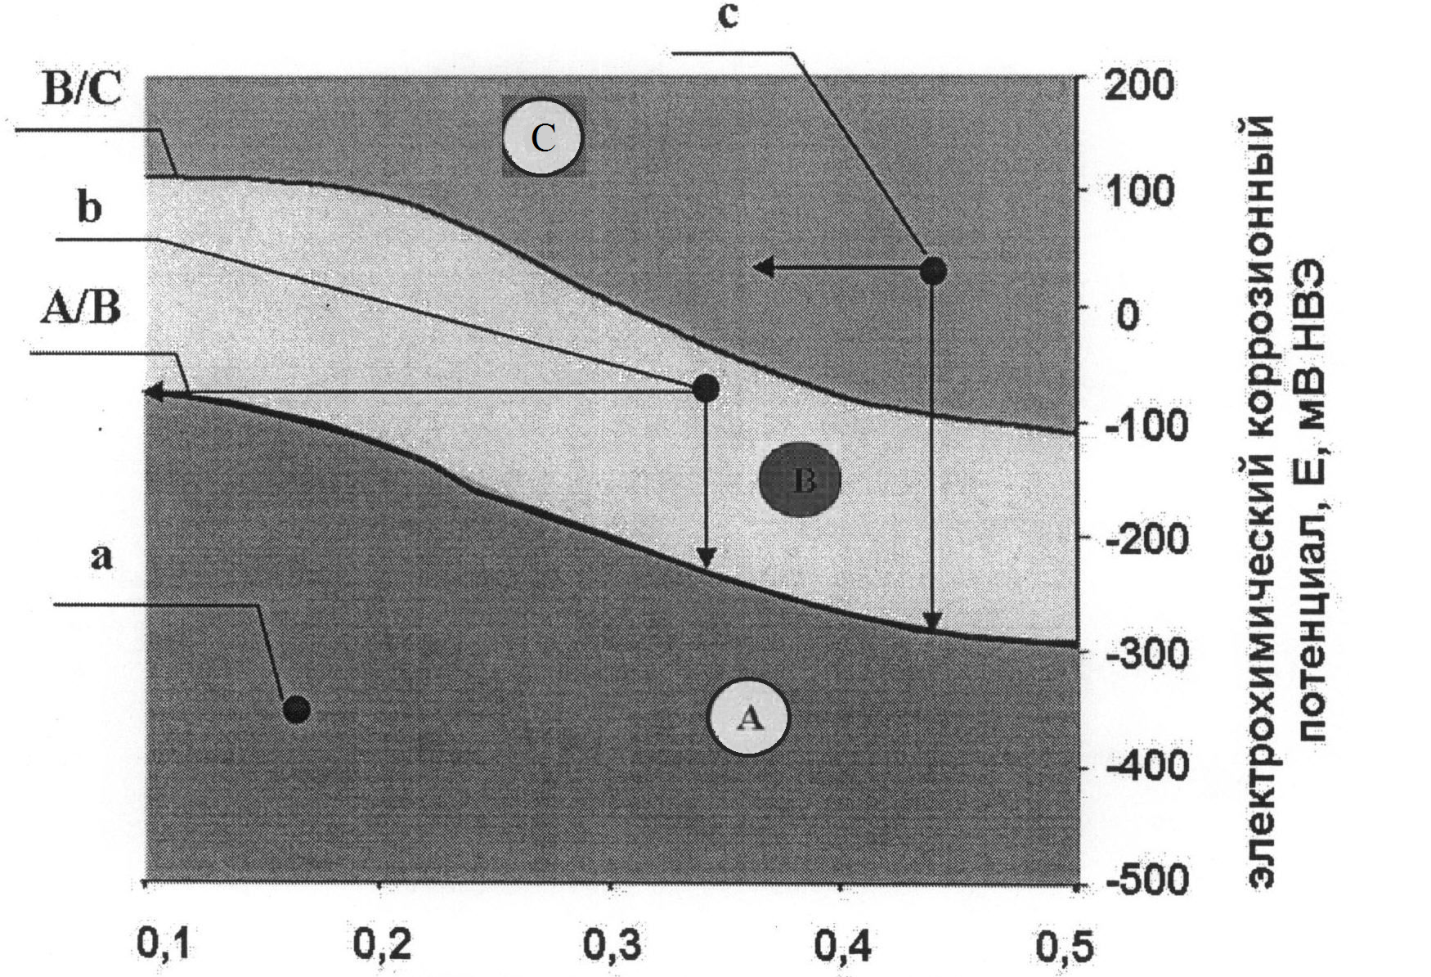 c
B/C
200
C
100
b
A/B
0
-100
B
-200
a
-300
A
-400
-500
0,1
0,2
0,3
0,4
0,5
электрохимический коррозионный
потенциал, Е, мВ НВЭ